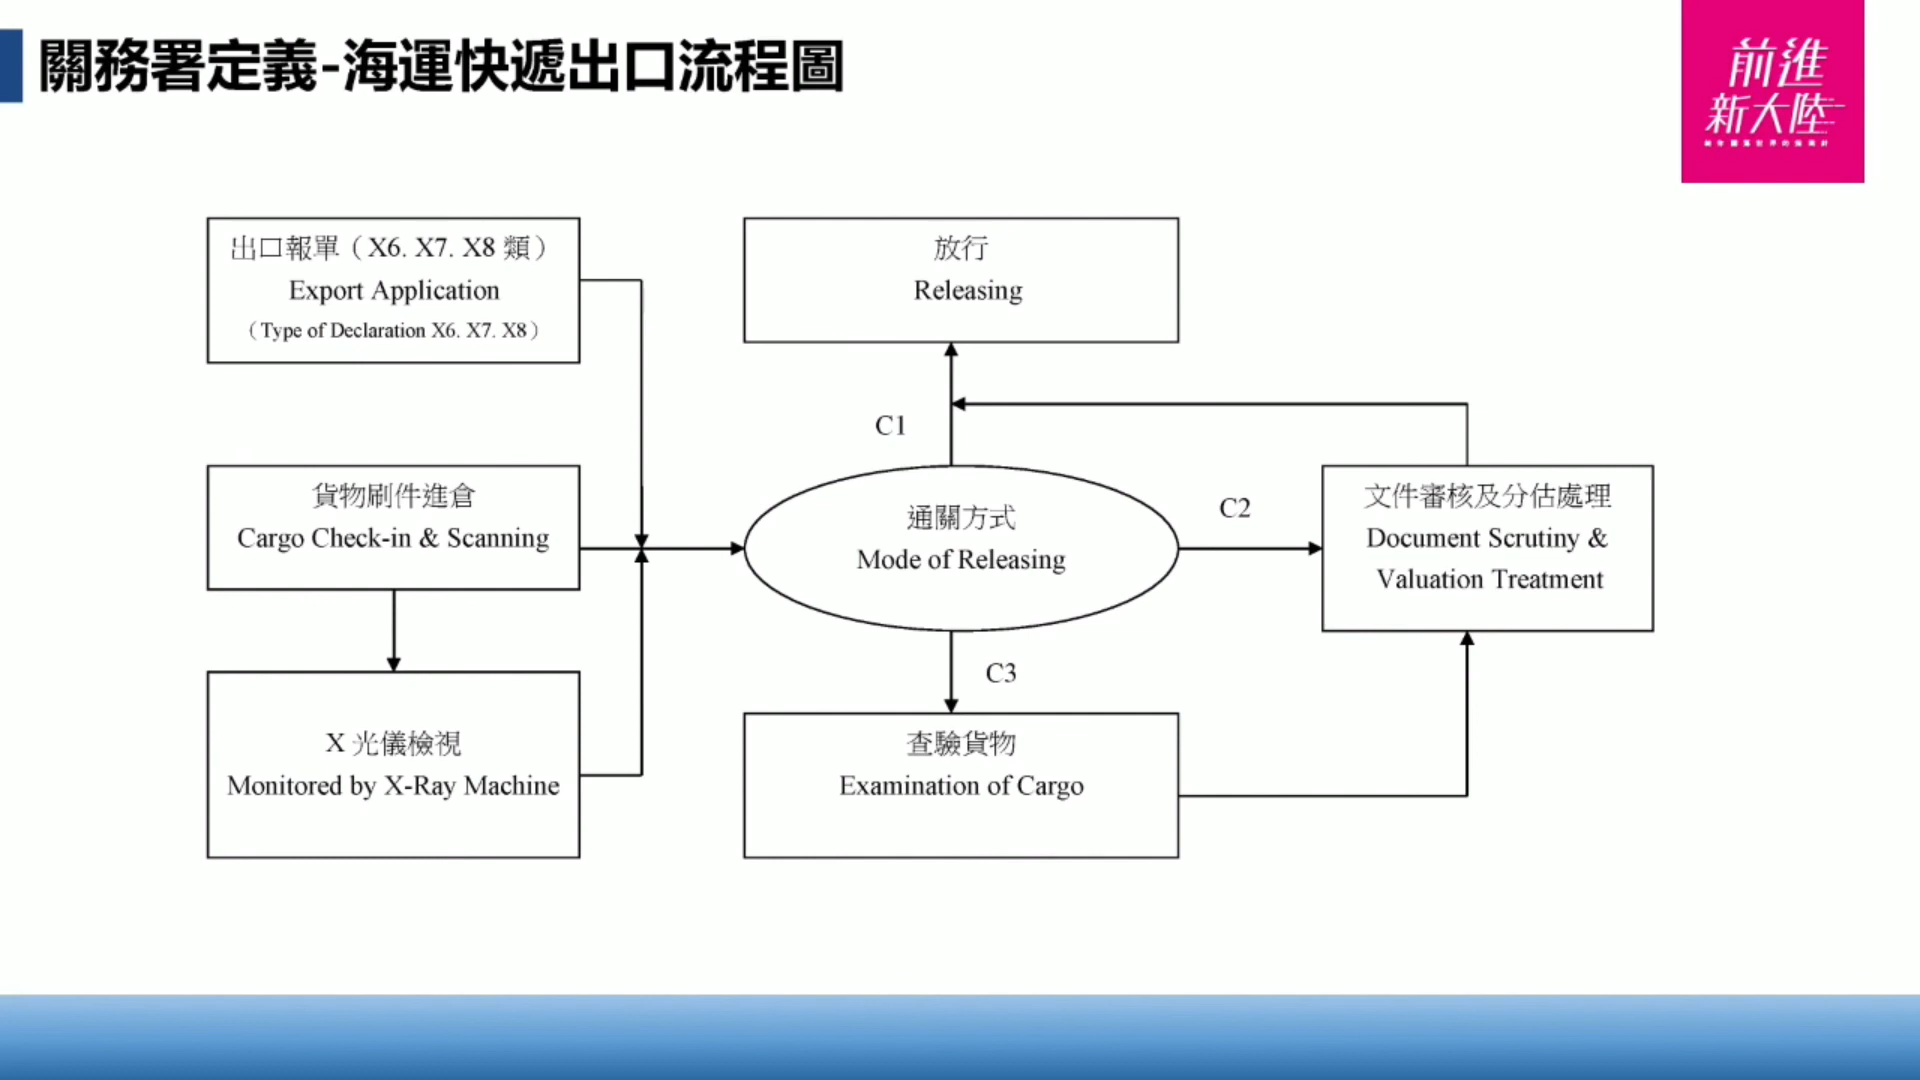 關務署定義-海運快遞出口流程圖
前進
新大陸
出口報單（X6. X7. X8 類）
Export Application
（Type of Declaration X6. X7. X8）
放行
Releasing
C1
貨物刷件進倉
Cargo Check-in & Scanning
通關方式
Mode of Releasing
C2
文件審核及分估處理
Document Scrutiny &
Valuation Treatment
C3
X 光儀檢視
Monitored by X-Ray Machine
查驗貨物
Examination of Cargo